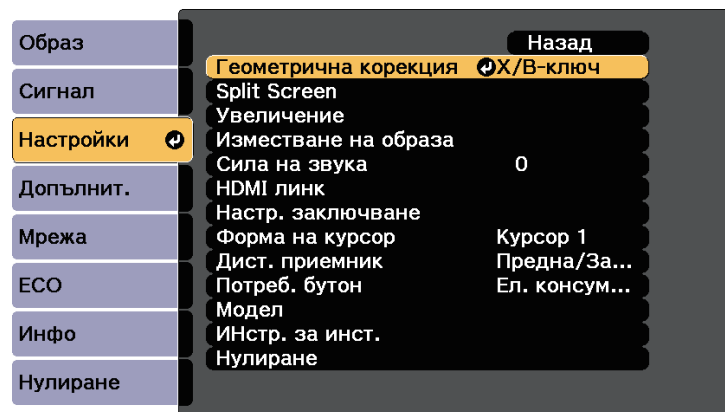 Образ
Сигнал
Настройки
Допълнит.
Мрежа
ECO
Инфо
Нулиране
Назад
Геометрична корекция Х/В-ключ
Split Screen
Увеличение
Изместване на образа
Сила на звука 0
HDMI линк
Настр. заключване
Форма на курсор Курсор 1
Дист. приемник Предна/За...
Потреб. бутон Ел. консум...
Модел
ИНстр. за инст.
Нулиране